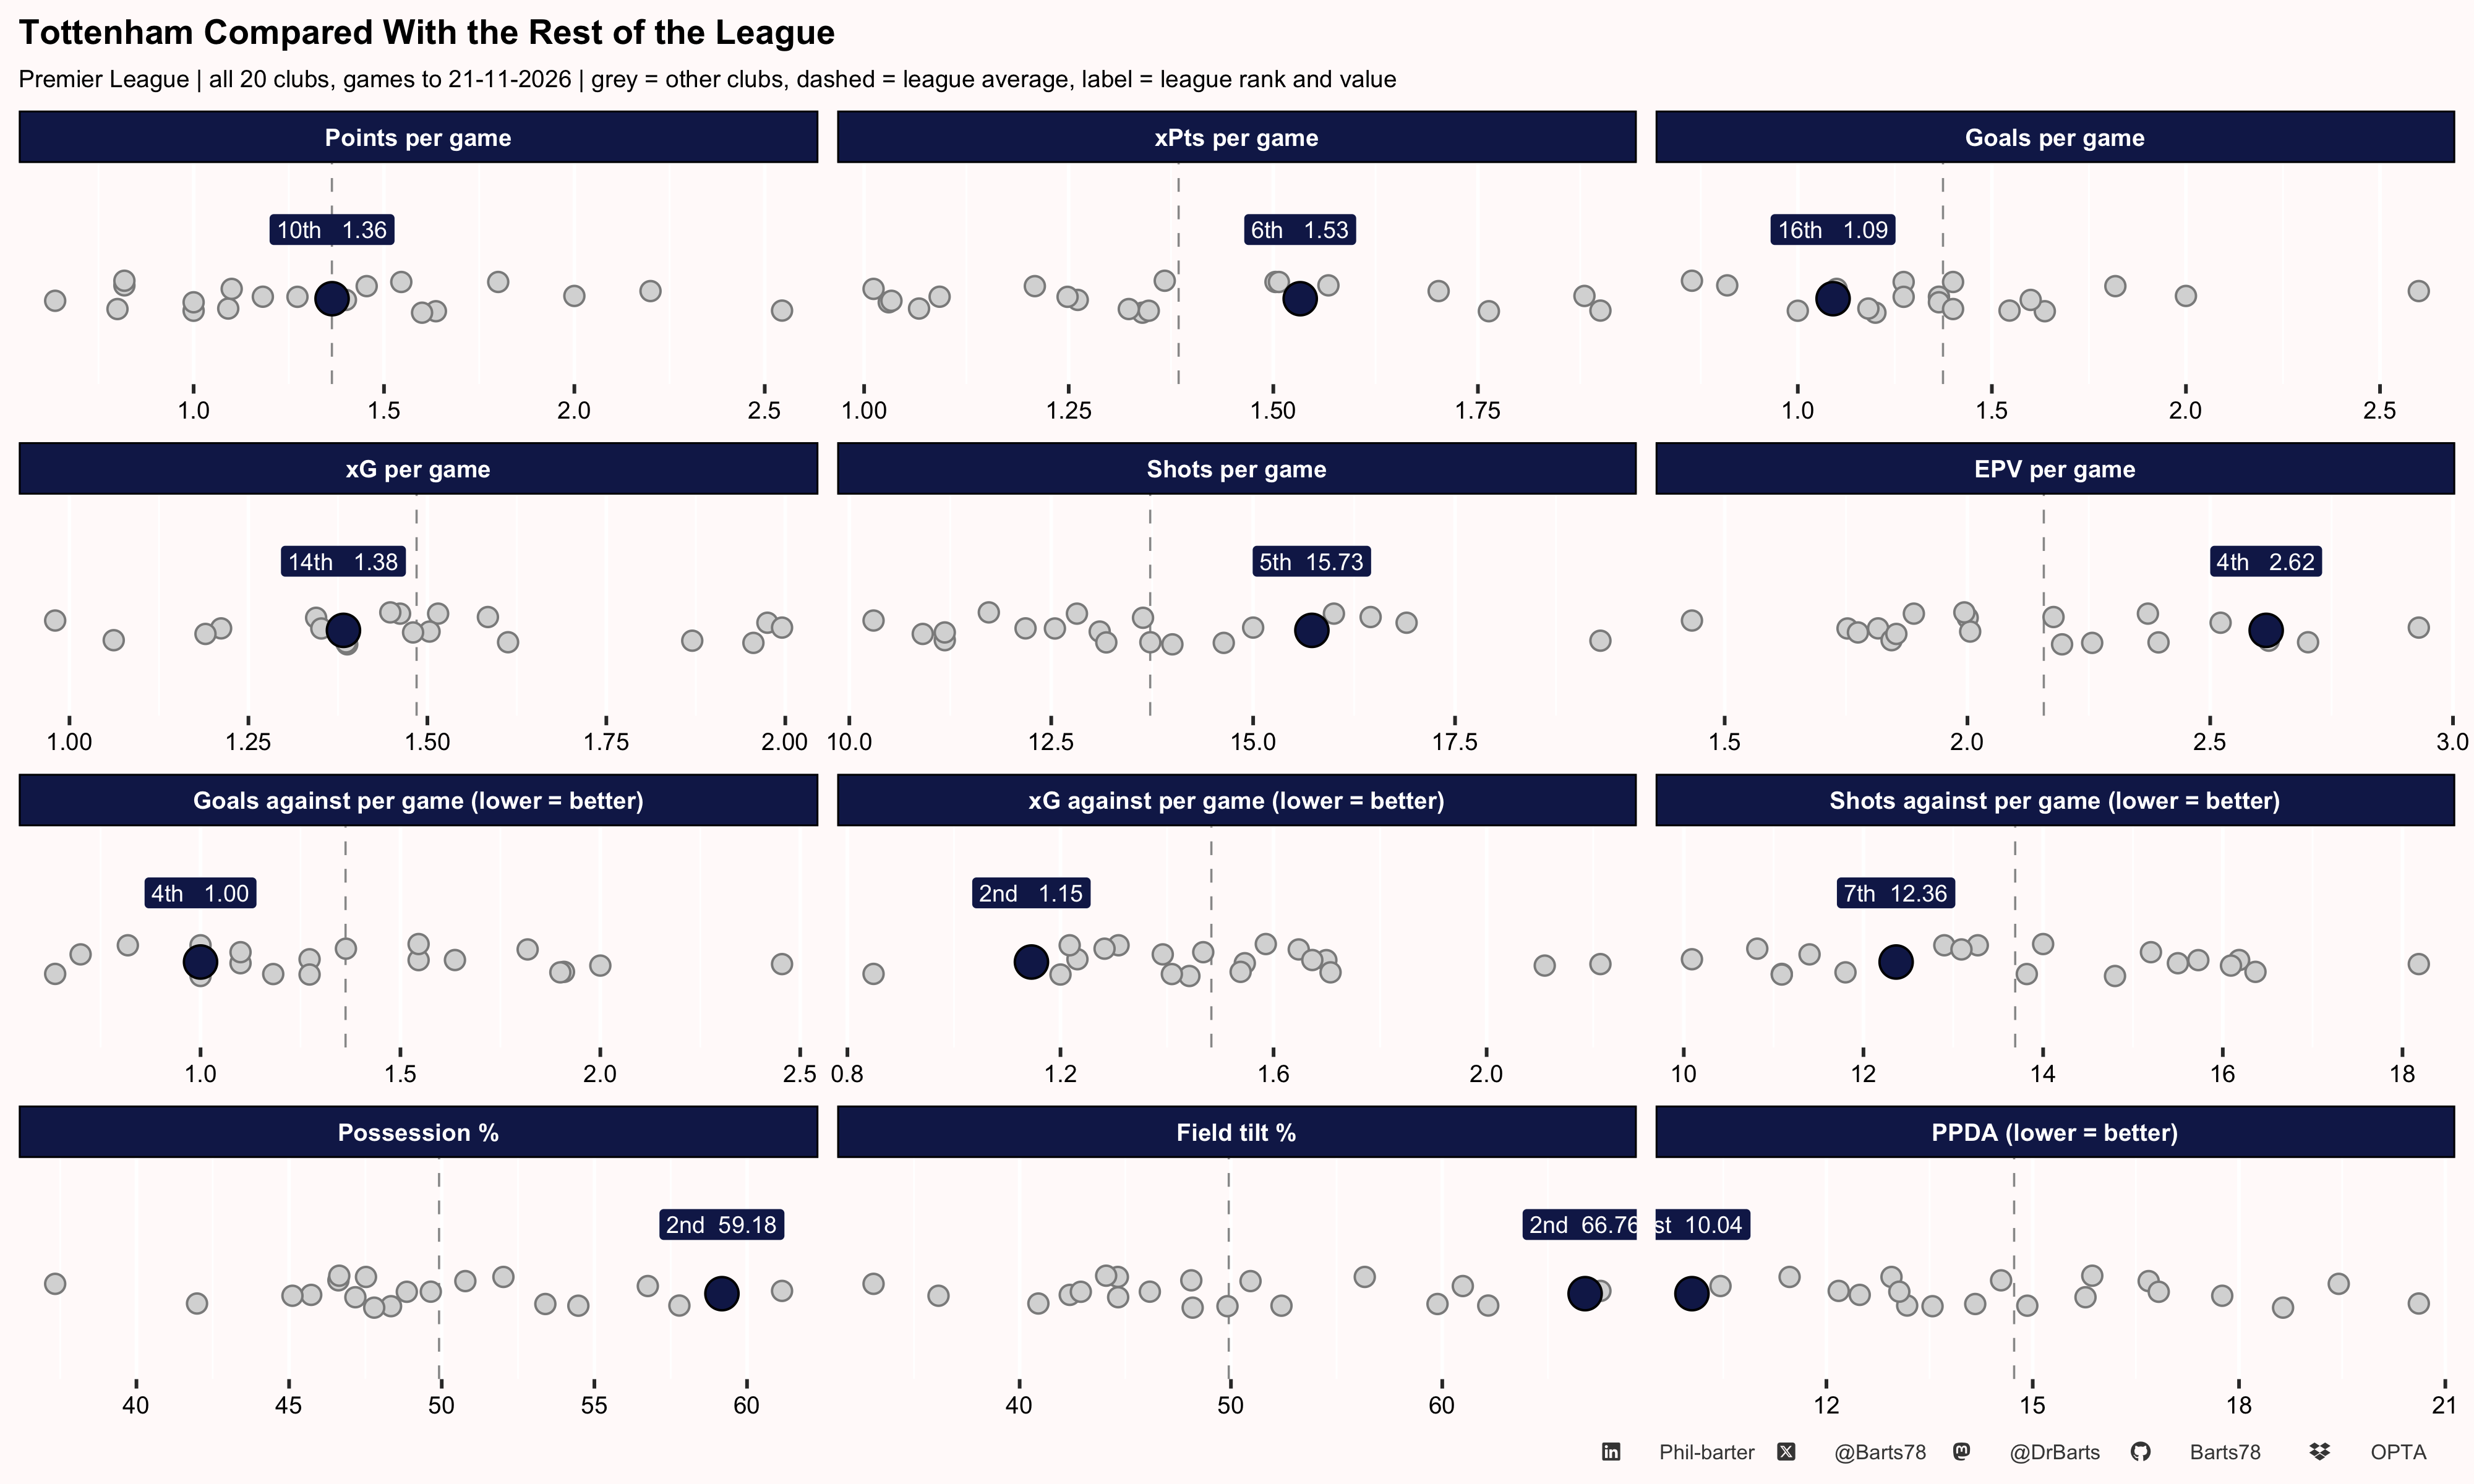 Tottenham Compared With the Rest of the League
Premier League | all 20 clubs, games to 21-11-2026 | grey = other clubs, dashed = league average, label = league rank and value
Points per game
xPts per game
Goals per game
10th 1.36
6th 1.53
16th 1.09
1.0 1.5 2.0 2.5
1.00 1.25 1.50 1.75
1.0 1.5 2.0 2.5
xG per game
Shots per game
EPV per game
14th 1.38
5th 15.73
4th 2.62
1.00 1.25 1.50 1.75 2.00
10.0 12.5 15.0 17.5
1.5 2.0 2.5 3.0
Goals against per game (lower = better)
xG against per game (lower = better)
Shots against per game (lower = better)
4th 1.00
2nd 1.15
7th 12.36
1.0 1.5 2.0 2.5
0.8 1.2 1.6 2.0
10 12 14 16 18
Possession %
Field tilt %
PPDA (lower = better)
2nd 59.18
2nd 66.76
st 10.04
40 45 50 55 60
40 50 60
12 15 18 21
Phil-barter @Barts78 @DrBarts Barts78 OPTA